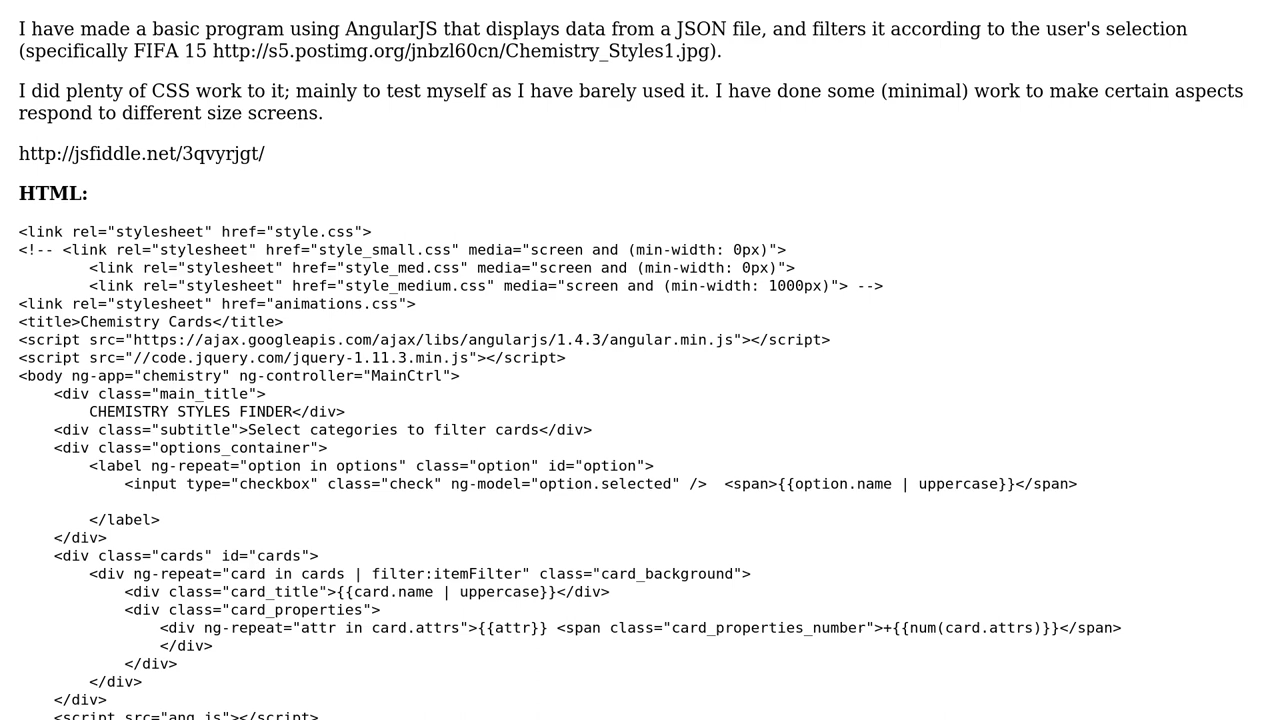 I have made a basic program using AngularJS that displays data from a JSON file, and filters it according to the user's selection
(specifically FIFA 15 http://s5.postimg.org/jnbzl60cn/Chemistry_Styles1.jpg).
I did plenty of CSS work to it; mainly to test myself as I have barely used it. I have done some (minimal) work to make certain aspects
respond to different size screens.
http://jsfiddle.net/3qvyrjgt/
HTML:
<link rel="stylesheet" href="style.css">
<!-- <link rel="stylesheet" href="style_small.css" media="screen and (min-width: 0px)">
        <link rel="stylesheet" href="style_med.css" media="screen and (min-width: 0px)">
        <link rel="stylesheet" href="style_medium.css" media="screen and (min-width: 1000px)"> -->
<link rel="stylesheet" href="animations.css">
<title>Chemistry Cards</title>
<script src="https://ajax.googleapis.com/ajax/libs/angularjs/1.4.3/angular.min.js"></script>
<script src="//code.jquery.com/jquery-1.11.3.min.js"></script>
<body ng-app="chemistry" ng-controller="MainCtrl">
    <div class="main_title">
        CHEMISTRY STYLES FINDER</div>
    <div class="subtitle">Select categories to filter cards</div>
    <div class="options_container">
        <label ng-repeat="option in options" class="option" id="option">
            <input type="checkbox" class="check" ng-model="option.selected" />  <span>{{option.name | uppercase}}</span>
        </label>
    </div>
    <div class="cards" id="cards">
        <div ng-repeat="card in cards | filter:itemFilter" class="card_background">
            <div class="card_title">{{card.name | uppercase}}</div>
            <div class="card_properties">
                <div ng-repeat="attr in card.attrs">{{attr}} <span class="card_properties_number">+{{num(card.attrs)}}</span>
                </div>
            </div>
        </div>
    </div>
    <script src="ang.js"></script>